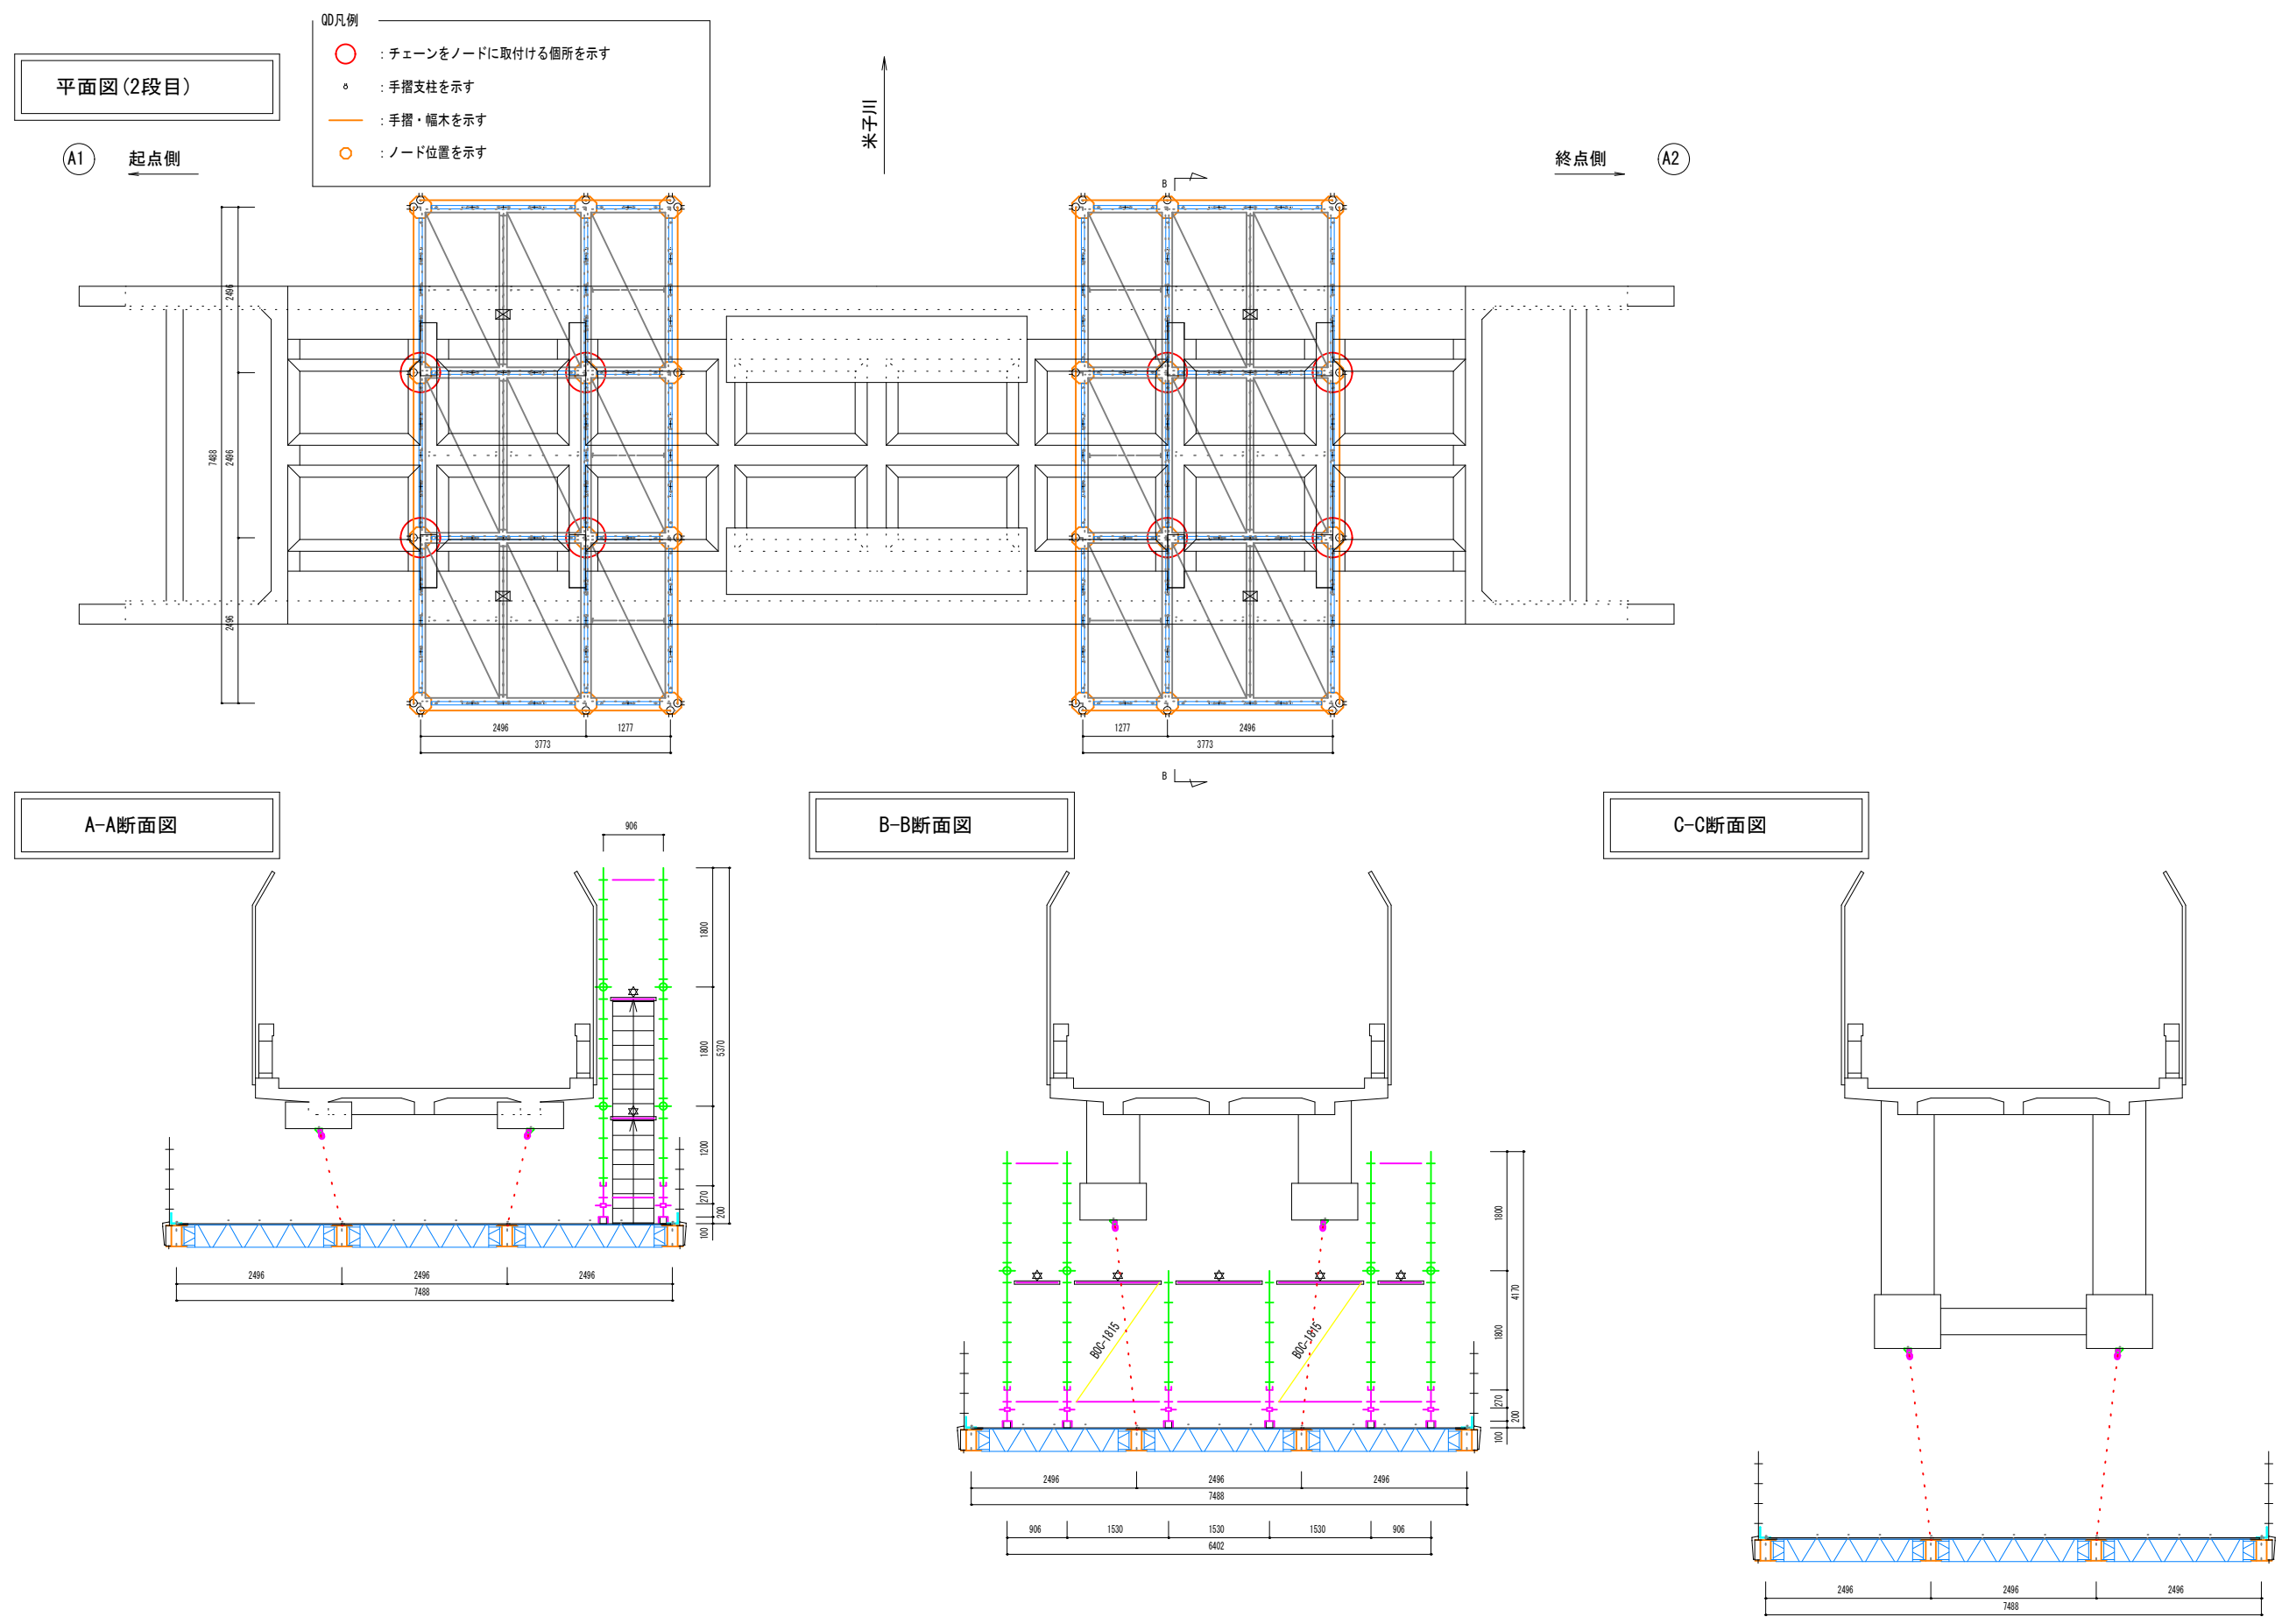 QD凡例
: チェーンをノードに取付ける個所を示す
: 手摺支柱を示す
: 手摺・幅木を示す
: ノード位置を示す
平面図(2段目)
A1
起点側
米子川
終点側
A2
B
2496
2496
2496
7488
2496
1277
3773
1277
2496
3773
B
A-A断面図
906
1800
1800
5370
1200
270
200
100
2496
2496
2496
7488
B-B断面図
BOC-1815
BOC-1815
1800
4170
1800
270
200
100
2496
2496
2496
7488
906
1530
1530
1530
906
6402
C-C断面図
2496
2496
2496
7488